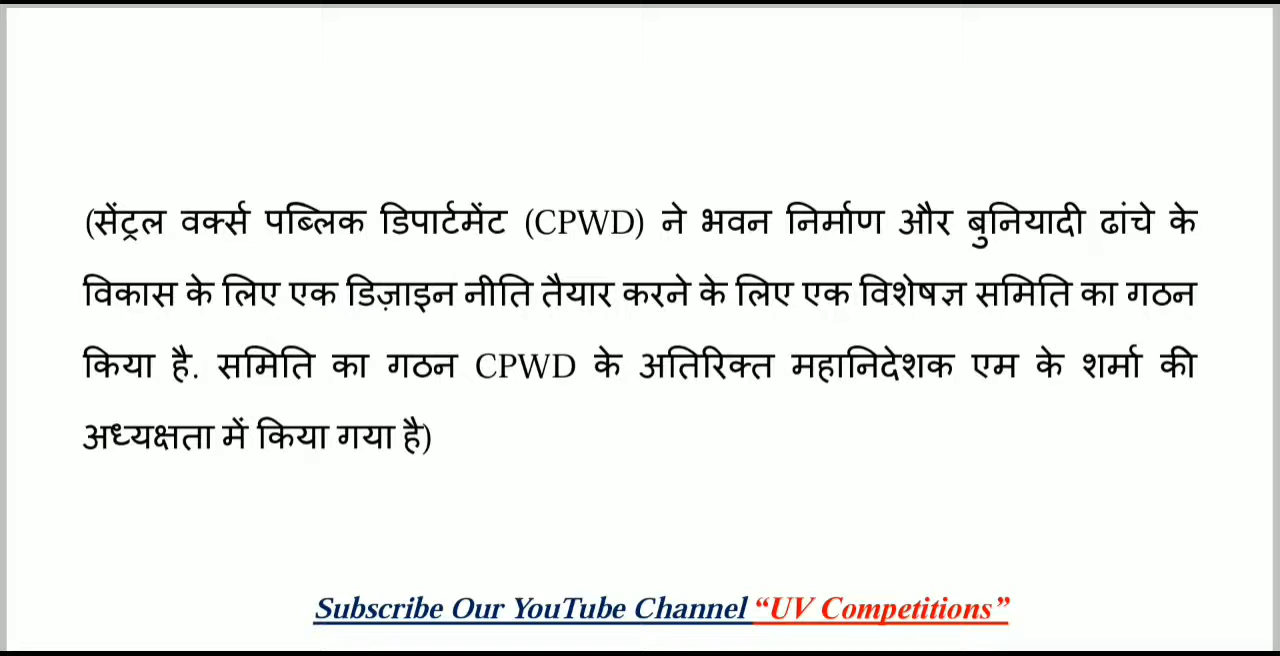 (सेंट्रल वर्क्स पब्लिक डिपार्टमेंट (CPWD) ने भवन निर्माण और बुनियादी ढांचे के
विकास के लिए एक डिज़ाइन नीति तैयार करने के लिए एक विशेषज्ञ समिति का गठन
किया है. समिति का गठन CPWD के अतिरिक्त महानिदेशक एम के शर्मा की
अध्यक्षता में किया गया है)
Subscribe Our YouTube Channel “UV Competitions”